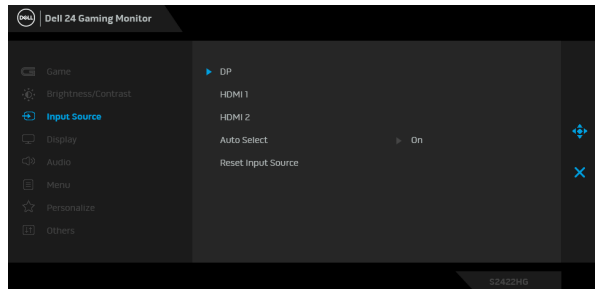 DELL
Dell 24 Gaming Monitor
Game
Brightness/Contrast
Input Source
Display
Audio
Menu
Personalize
Others
DP
HDMI 1
HDMI 2
Auto Select On
Reset Input Source
S2422HG